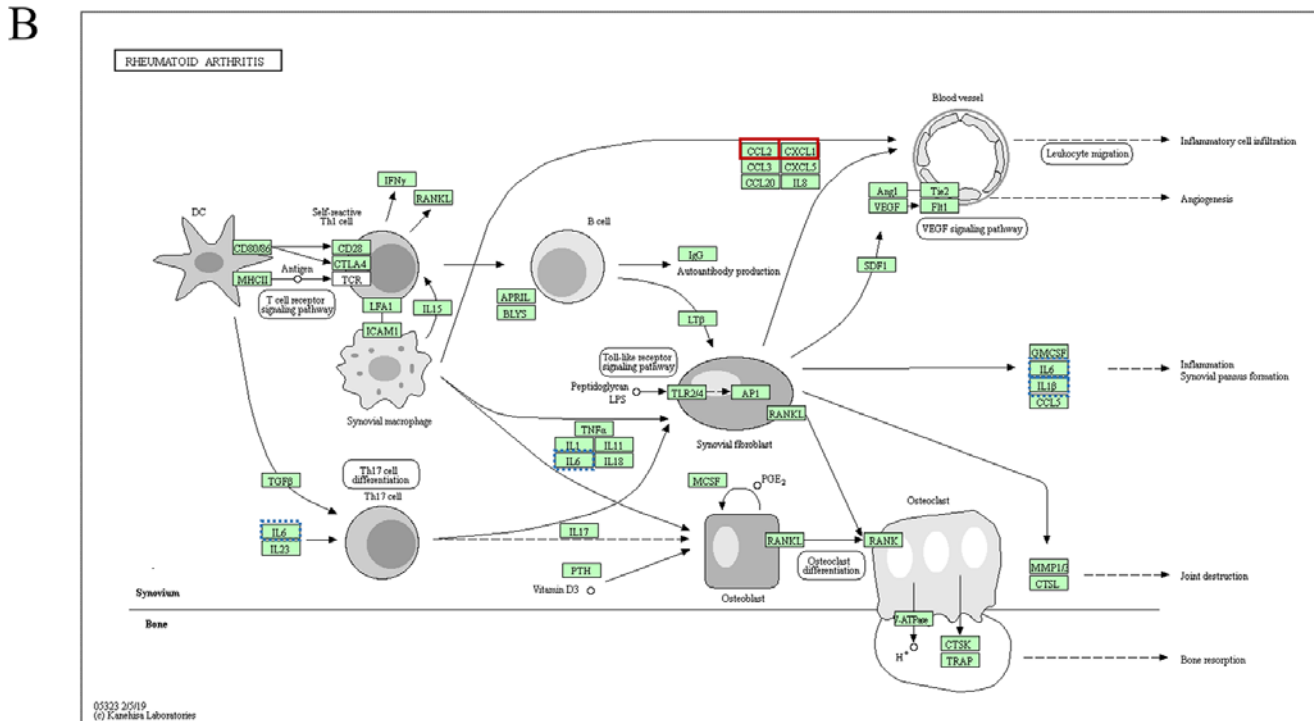 B
RHEUMATOID ARTHRITIS
Blood vessel
CCL2 CXCL1
CCL3 CXCL5
CCL20 IL8
Leukocyte migration
Inflammatory cell infiltration
IFNγ
RANKL
Ang1 Tie2
VEGF Flt1
Angiogenesis
VEGF signaling pathway
DC
Self-reactive
Th1 cell
B cell
CD80/86
CD28
CTLA4
MHCII
Antigen
TCR
T cell receptor
signaling pathway
IgG
Autoantibody production
SDF1
LFA1
IL15
ICAM1
APRIL
BLYS
LTβ
Synovial macrophage
Toll-like receptor
signaling pathway
Peptidoglycan
LPS
TLR2/4
AP1
RANKL
Synovial fibroblast
GMCSF
IL6
IL1β
CCL5
Inflammation
Synovial pannus formation
TNFα
IL1 IL11
IL6 IL18
TGFβ
Th17 cell
differentiation
Th17 cell
IL6
IL23
IL17
MCSF
PGE2
Osteoclast
RANKL
RANK
Osteoclast
differentiation
PTH
Vitamin D3
Osteoblast
MMP1/3
CTSL
Joint destruction
Synovium
Bone
V-ATPase
H+
CTSK
TRAP
Bone resorption
05323 2/5/19
(c) Kanehisa Laboratories